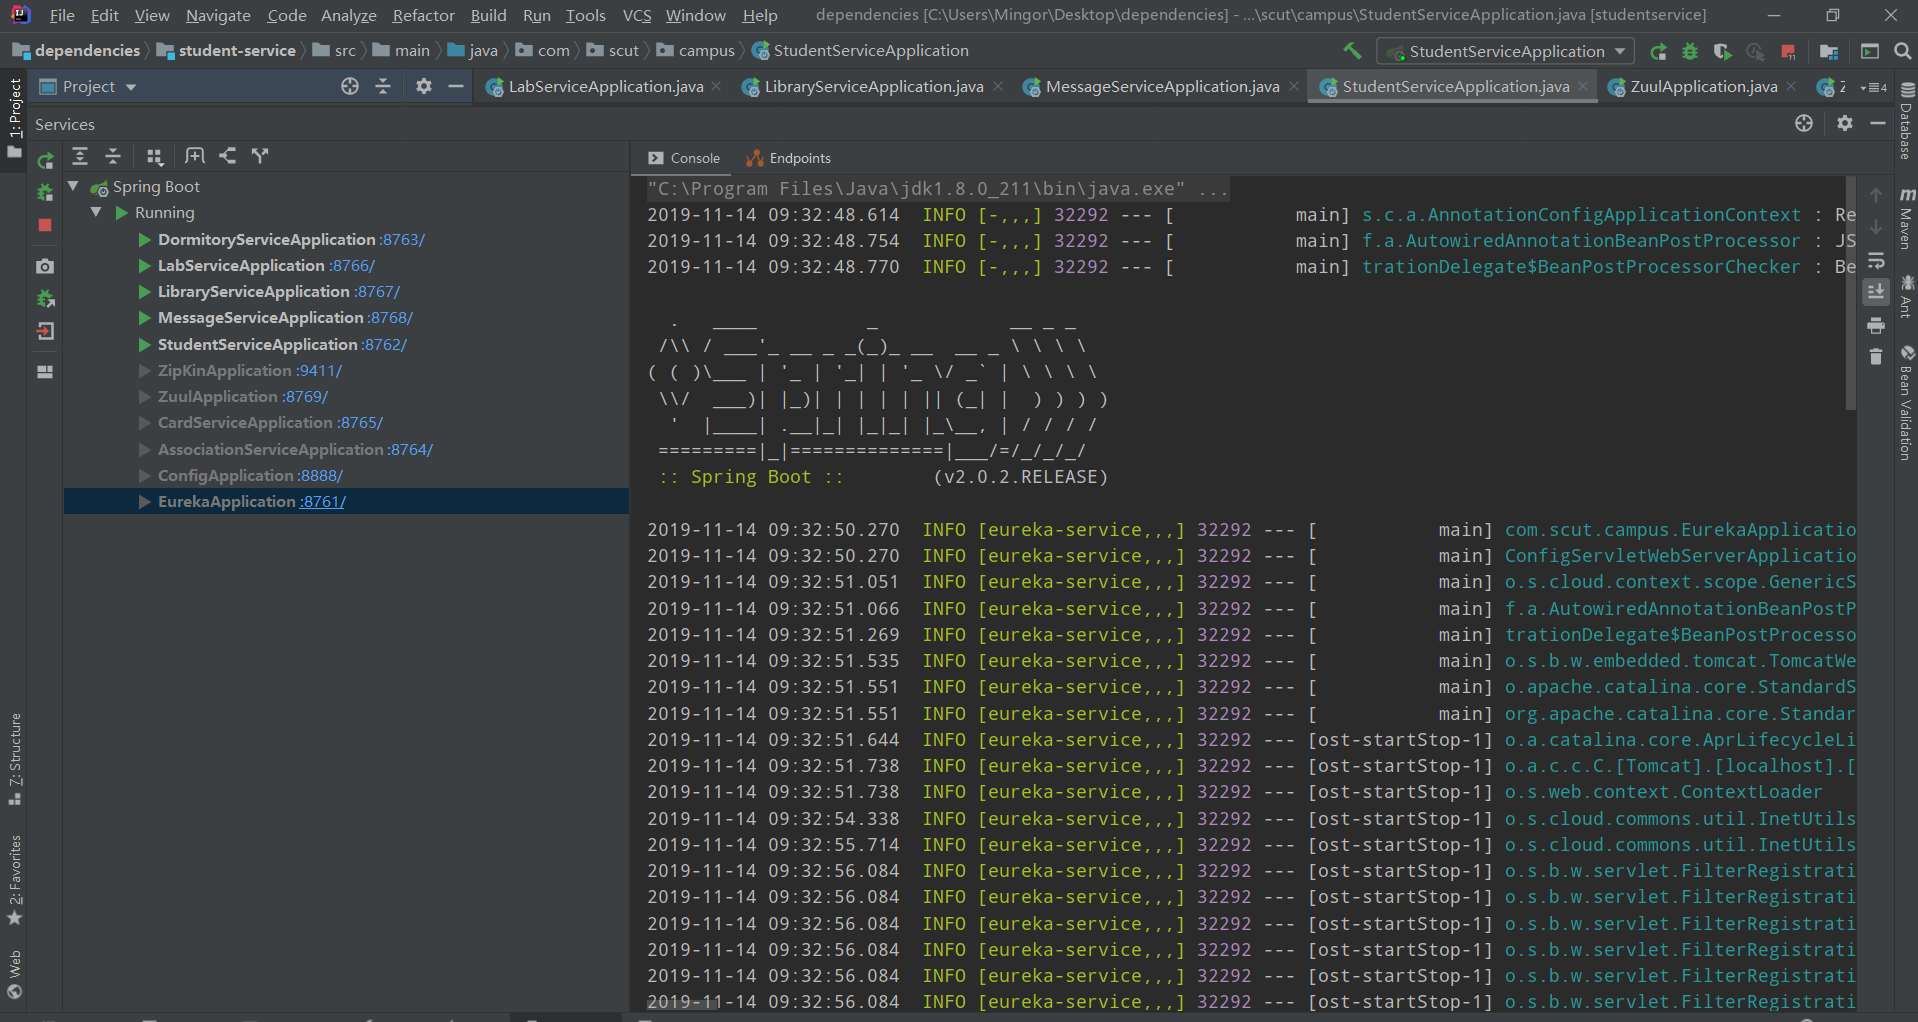 File Edit View Navigate Code Analyze Refactor Build Run Tools VCS Window Help dependencies [C:\Users\Mingor\Desktop\dependencies] - ...\scut\campus\StudentServiceApplication.java [studentservice]
dependencies student-service src main java com scut campus StudentServiceApplication StudentServiceApplication
Project LabServiceApplication.java LibraryServiceApplication.java MessageServiceApplication.java StudentServiceApplication.java ZuulApplication.java Z 4
Services
Console Endpoints
Spring Boot
Running
DormitoryServiceApplication :8763/
LabServiceApplication :8766/
LibraryServiceApplication :8767/
MessageServiceApplication :8768/
StudentServiceApplication :8762/
ZipKinApplication :9411/
ZuulApplication :8769/
CardServiceApplication :8765/
AssociationServiceApplication :8764/
ConfigApplication :8888/
EurekaApplication :8761/
"C:\Program Files\Java\jdk1.8.0_211\bin\java.exe" ...
2019-11-14 09:32:48.614  INFO [-,,,] 32292 --- [           main] s.c.a.AnnotationConfigApplicationContext : Re
2019-11-14 09:32:48.754  INFO [-,,,] 32292 --- [           main] f.a.AutowiredAnnotationBeanPostProcessor : JS
2019-11-14 09:32:48.770  INFO [-,,,] 32292 --- [           main] trationDelegate$BeanPostProcessorChecker : Be
  .   ____          _            __ _ _
 /\\ / ___'_ __ _ _(_)_ __  __ _ \ \ \ \
( ( )\___ | '_ | '_| | '_ \/ _` | \ \ \ \
 \\/  ___)| |_)| | | | | || (_| |  ) ) ) )
  '  |____| .__|_| |_|_| |_\__, | / / / /
 =========|_|==============|___/=/_/_/_/
 :: Spring Boot ::        (v2.0.2.RELEASE)
2019-11-14 09:32:50.270  INFO [eureka-service,,,] 32292 --- [           main] com.scut.campus.EurekaApplicatio
2019-11-14 09:32:50.270  INFO [eureka-service,,,] 32292 --- [           main] ConfigServletWebServerApplicatio
2019-11-14 09:32:51.051  INFO [eureka-service,,,] 32292 --- [           main] o.s.cloud.context.scope.GenericS
2019-11-14 09:32:51.066  INFO [eureka-service,,,] 32292 --- [           main] f.a.AutowiredAnnotationBeanPostP
2019-11-14 09:32:51.269  INFO [eureka-service,,,] 32292 --- [           main] trationDelegate$BeanPostProcesso
2019-11-14 09:32:51.535  INFO [eureka-service,,,] 32292 --- [           main] o.s.b.w.embedded.tomcat.TomcatWe
2019-11-14 09:32:51.551  INFO [eureka-service,,,] 32292 --- [           main] o.apache.catalina.core.StandardS
2019-11-14 09:32:51.551  INFO [eureka-service,,,] 32292 --- [           main] org.apache.catalina.core.Standar
2019-11-14 09:32:51.644  INFO [eureka-service,,,] 32292 --- [ost-startStop-1] o.a.catalina.core.AprLifecycleLi
2019-11-14 09:32:51.738  INFO [eureka-service,,,] 32292 --- [ost-startStop-1] o.a.c.c.C.[Tomcat].[localhost].[
2019-11-14 09:32:51.738  INFO [eureka-service,,,] 32292 --- [ost-startStop-1] o.s.web.context.ContextLoader
2019-11-14 09:32:54.338  INFO [eureka-service,,,] 32292 --- [ost-startStop-1] o.s.cloud.commons.util.InetUtils
2019-11-14 09:32:55.714  INFO [eureka-service,,,] 32292 --- [ost-startStop-1] o.s.cloud.commons.util.InetUtils
2019-11-14 09:32:56.084  INFO [eureka-service,,,] 32292 --- [ost-startStop-1] o.s.b.w.servlet.FilterRegistrati
2019-11-14 09:32:56.084  INFO [eureka-service,,,] 32292 --- [ost-startStop-1] o.s.b.w.servlet.FilterRegistrati
2019-11-14 09:32:56.084  INFO [eureka-service,,,] 32292 --- [ost-startStop-1] o.s.b.w.servlet.FilterRegistrati
2019-11-14 09:32:56.084  INFO [eureka-service,,,] 32292 --- [ost-startStop-1] o.s.b.w.servlet.FilterRegistrati
2019-11-14 09:32:56.084  INFO [eureka-service,,,] 32292 --- [ost-startStop-1] o.s.b.w.servlet.FilterRegistrati
2019-11-14 09:32:56.084  INFO [eureka-service,,,] 32292 --- [ost-startStop-1] o.s.b.w.servlet.FilterRegistrati
1: Project
7: Structure
2: Favorites
Web
Database
Maven
Ant
Bean Validation